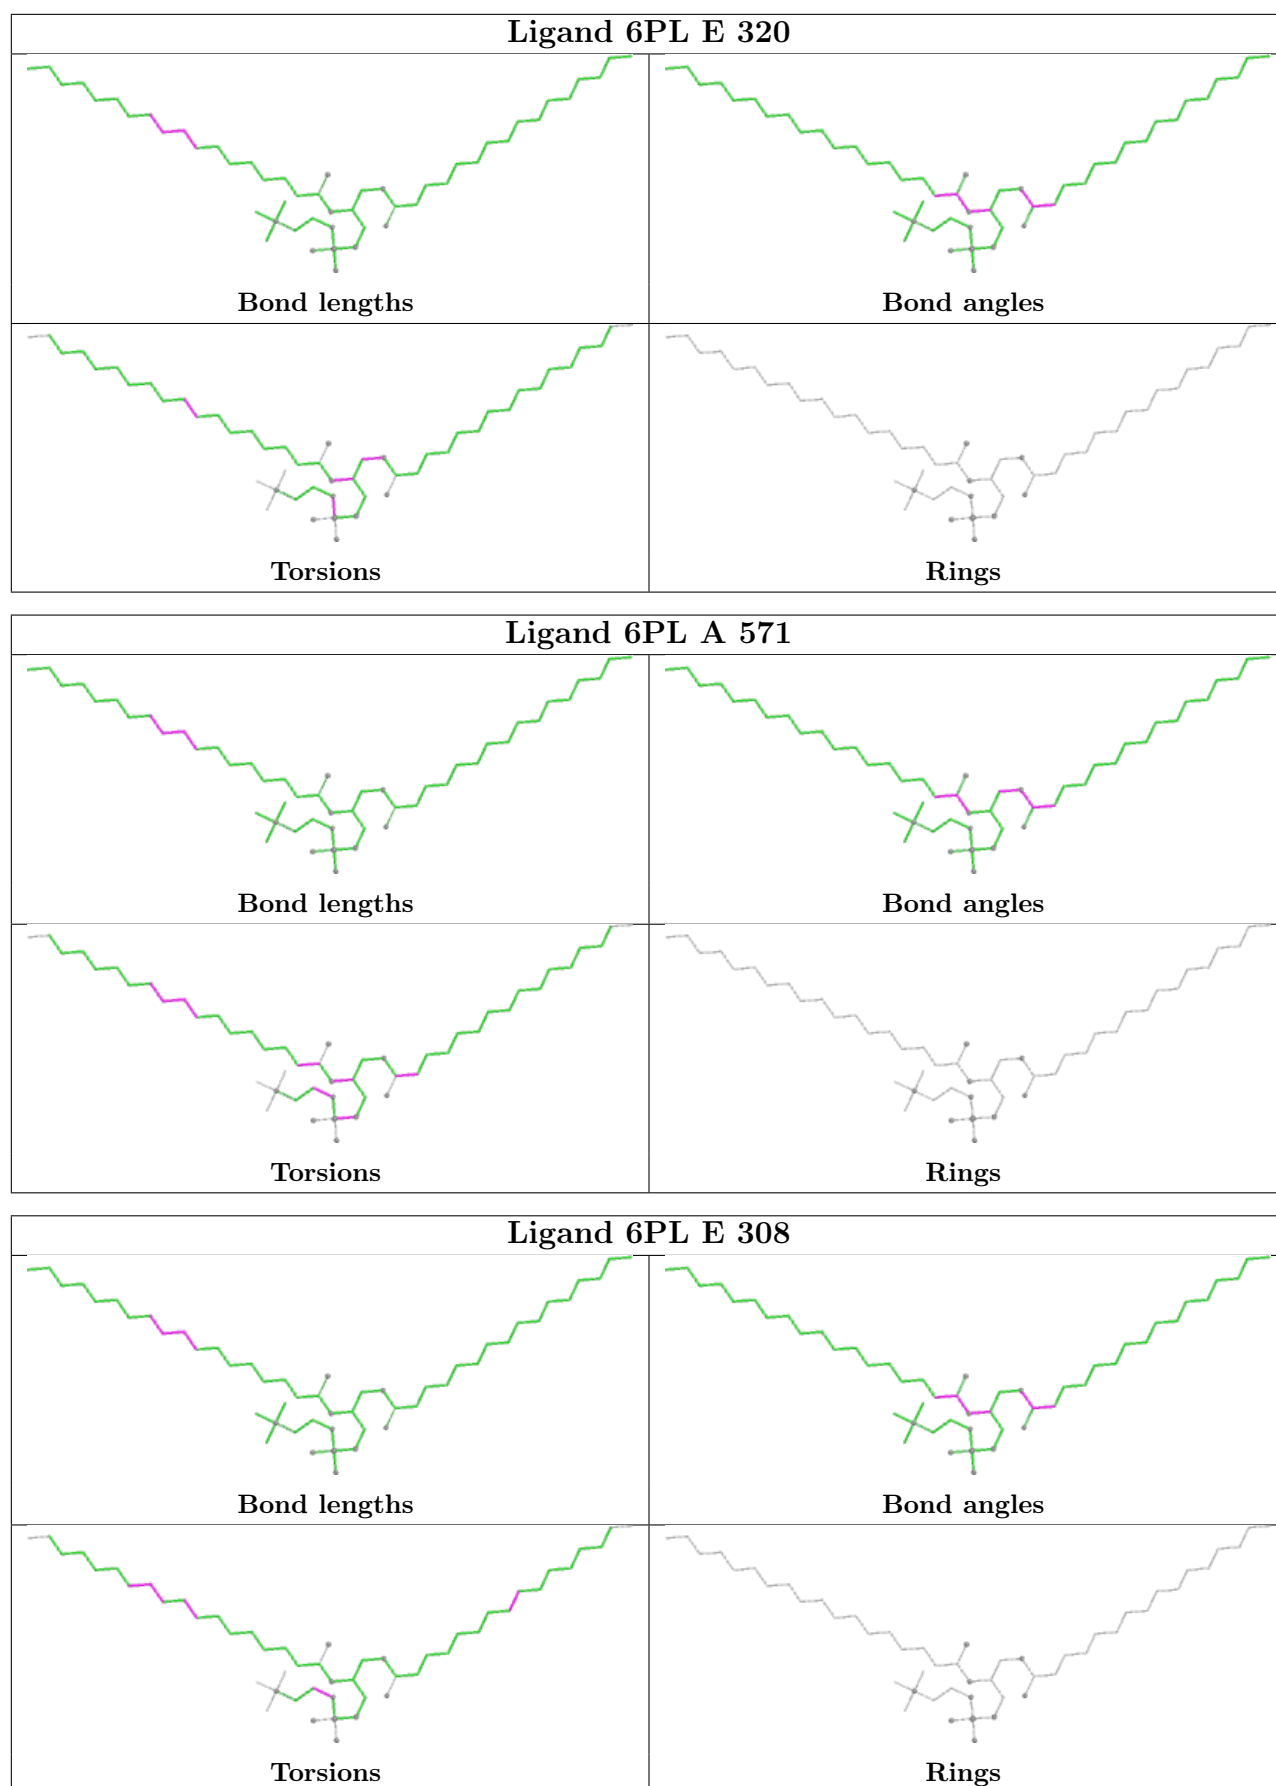 Ligand 6PL E 320
Bond lengths
Bond angles
Torsions
Rings
Ligand 6PL A 571
Bond lengths
Bond angles
Torsions
Rings
Ligand 6PL E 308
Bond lengths
Bond angles
Torsions
Rings